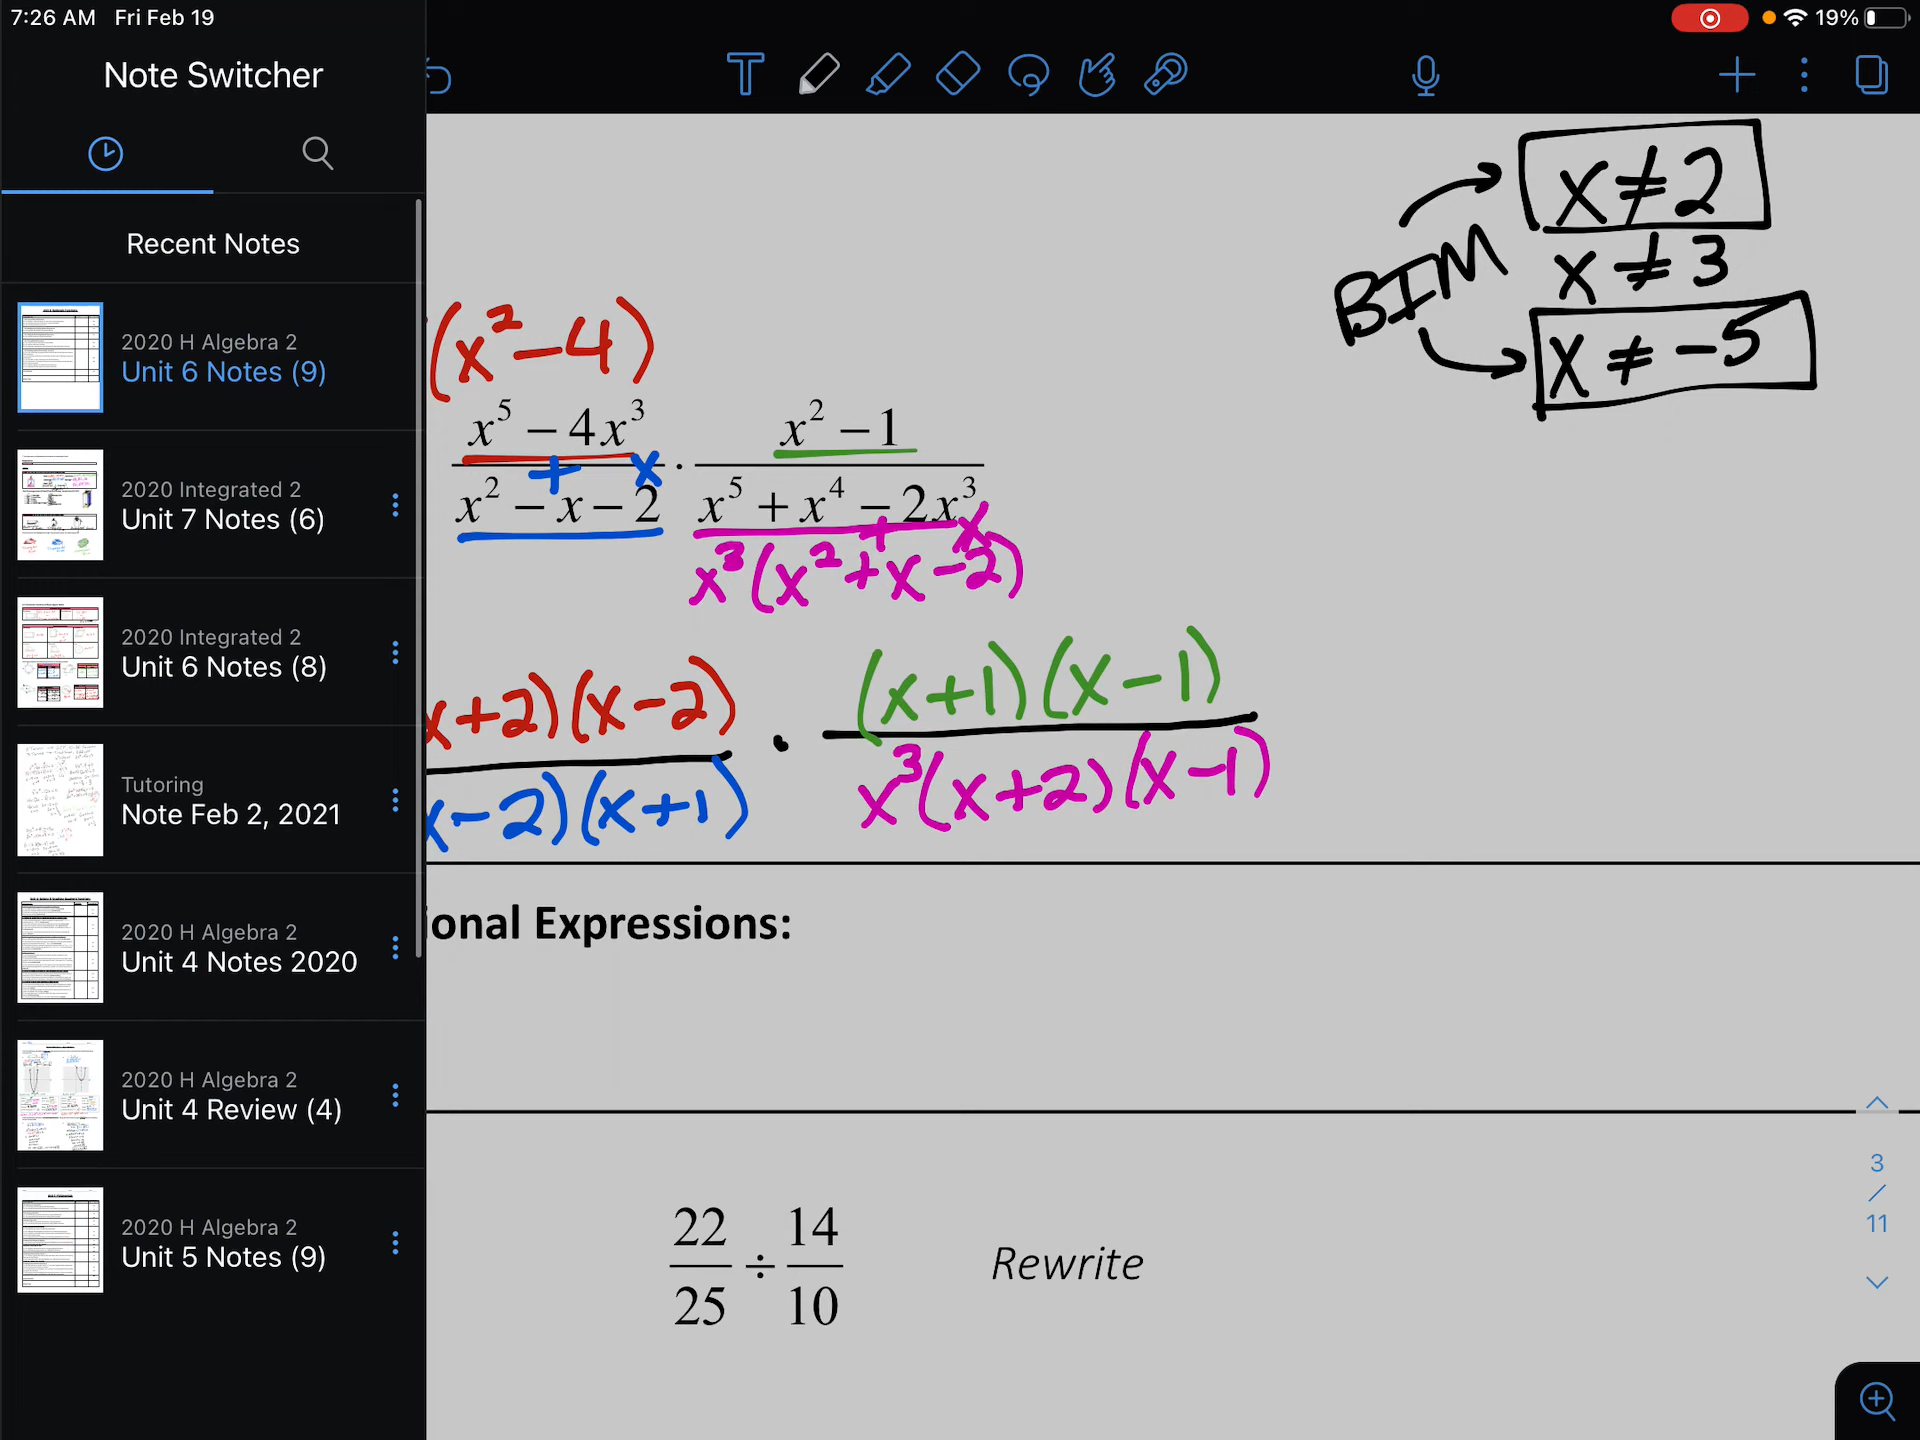 7:26 AM Fri Feb 19
19%
Note Switcher
Recent Notes
2020 H Algebra 2
Unit 6 Notes (9)
2020 Integrated 2
Unit 7 Notes (6)
2020 Integrated 2
Unit 6 Notes (8)
Tutoring
Note Feb 2, 2021
2020 H Algebra 2
Unit 4 Notes 2020
2020 H Algebra 2
Unit 4 Review (4)
2020 H Algebra 2
Unit 5 Notes (9)
T
BIM
x ≠ 2
x ≠ 3
x ≠ -5
(x² - 4)
x⁵ - 4x³ x² - 1
+ x
· 
x² - x - 2 x⁵ + x⁴ - 2x³
+ x
x³(x² + x - 2)
x+2)(x-2) · (x+1)(x-1)
x-2)(x+1) x³(x+2)(x-1)
ional Expressions:
22/25 ÷ 14/10 Rewrite
3
/
11